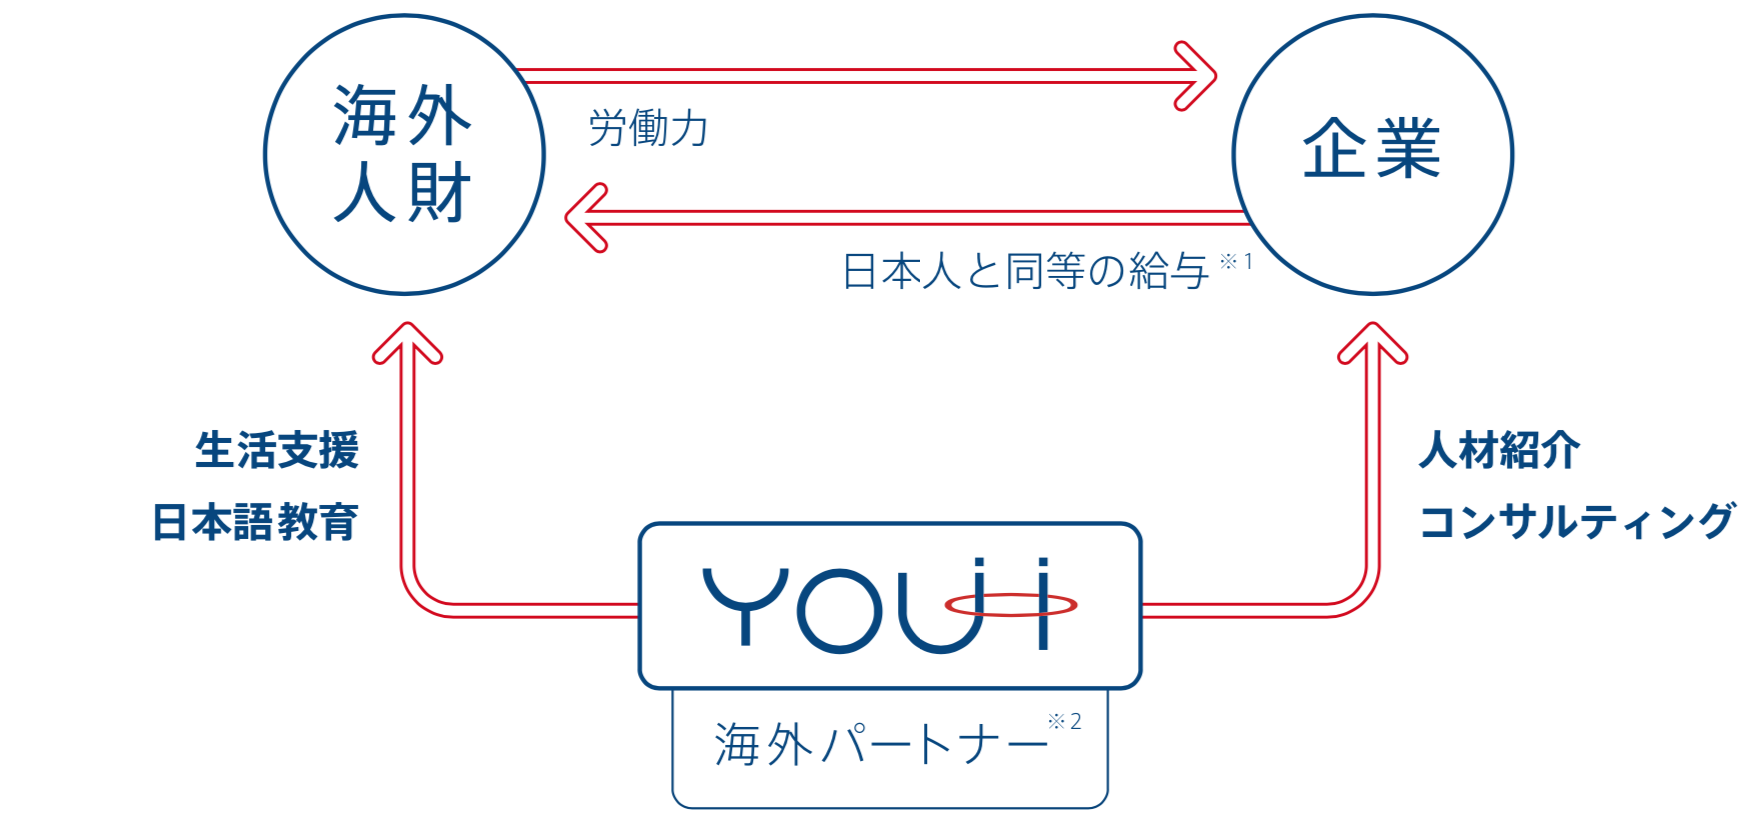 海外
人財
労働力
企業
日本人と同等の給与 ※1
生活支援
日本語教育
人材紹介
コンサルティング
YOUii
海外パートナー※2